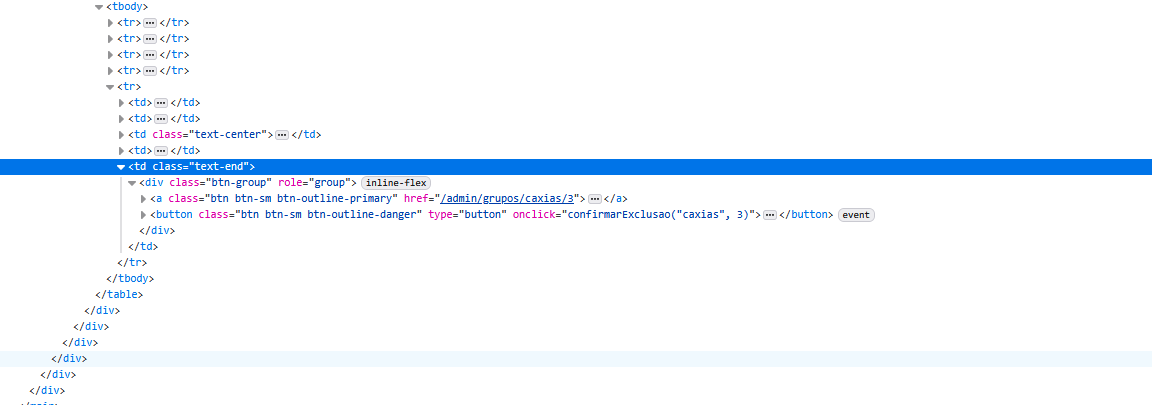 <tbody>
<tr>⋯</tr>
<tr>⋯</tr>
<tr>⋯</tr>
<tr>⋯</tr>
<tr>
<td>⋯</td>
<td>⋯</td>
<td class="text-center">⋯</td>
<td>⋯</td>
<td class="text-end">
<div class="btn-group" role="group"> inline-flex
<a class="btn btn-sm btn-outline-primary" href="/admin/grupos/caxias/3">⋯</a>
<button class="btn btn-sm btn-outline-danger" type="button" onclick="confirmarExclusao("caxias", 3)">⋯</button> event
</div>
</td>
</tr>
</tbody>
</table>
</div>
</div>
</div>
</div>
</div>
</div>